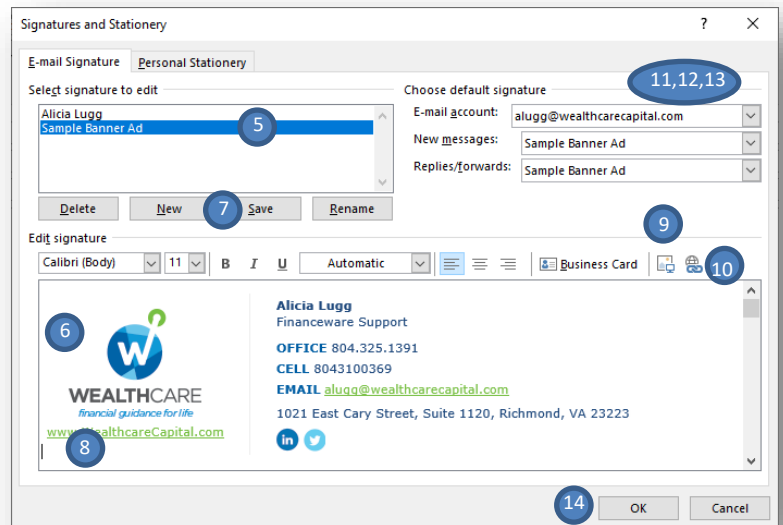 Signatures and Stationery ? ×
E-mail Signature Personal Stationery
Select signature to edit
Choose default signature
11,12,13
Alicia Lugg
Sample Banner Ad
5
E-mail account: alugg@wealthcarecapital.com
New messages: Sample Banner Ad
Replies/forwards: Sample Banner Ad
Delete New 7 Save Rename
9
Edit signature
Calibri (Body) 11 B I U Automatic Business Card
10
6
W
WEALTHCARE
financial guidance for life
www.WealthcareCapital.com
8
Alicia Lugg
Financeware Support
OFFICE 804.325.1391
CELL 8043100369
EMAIL alugg@wealthcarecapital.com
1021 East Cary Street, Suite 1120, Richmond, VA 23223
in
14 OK Cancel